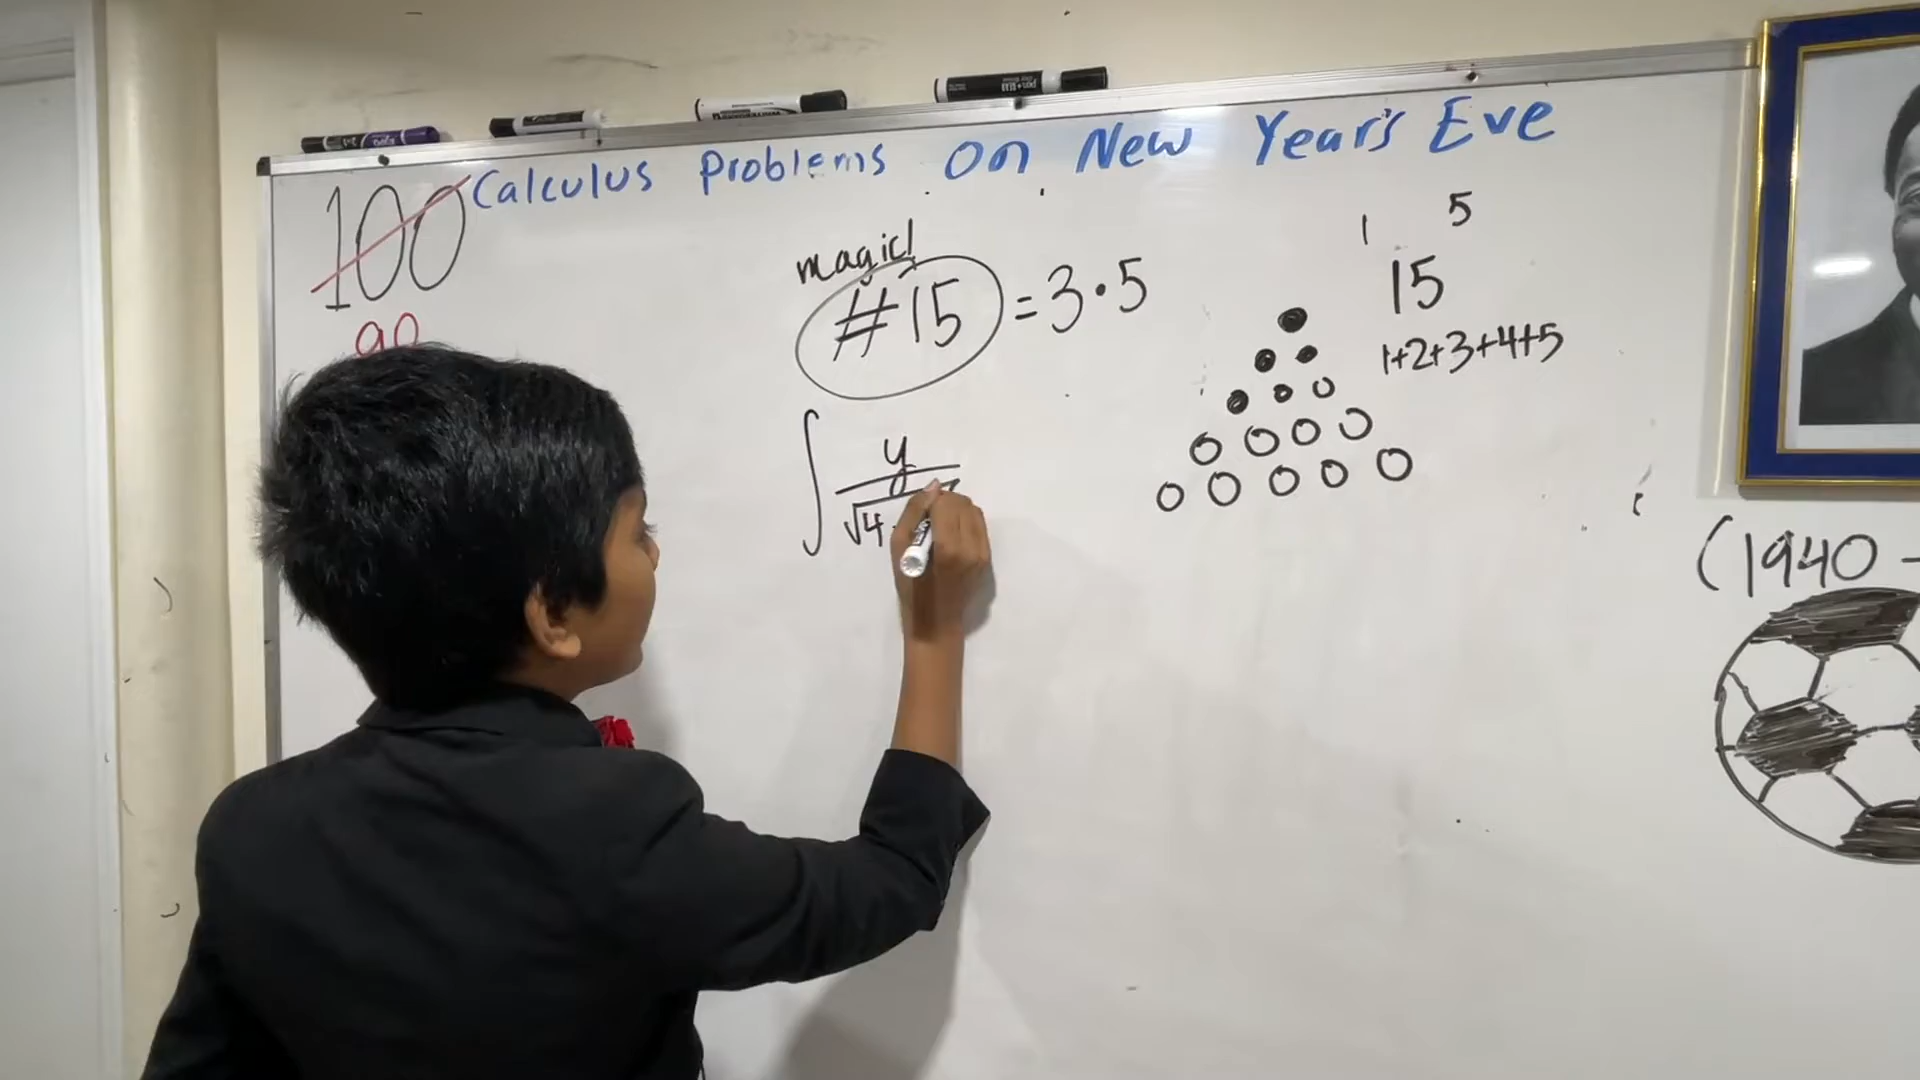 Calculus Problems On New Year's Eve
100
90
magic!
#15 = 3·5
∫ y
√4
1 5
15
1+2+3+4+5
(1940 -